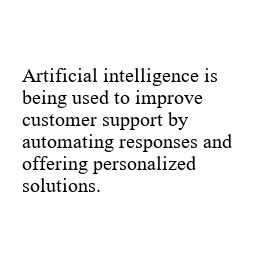 Artificial intelligence is
being used to improve
customer support by
automating responses and
offering personalized
solutions.